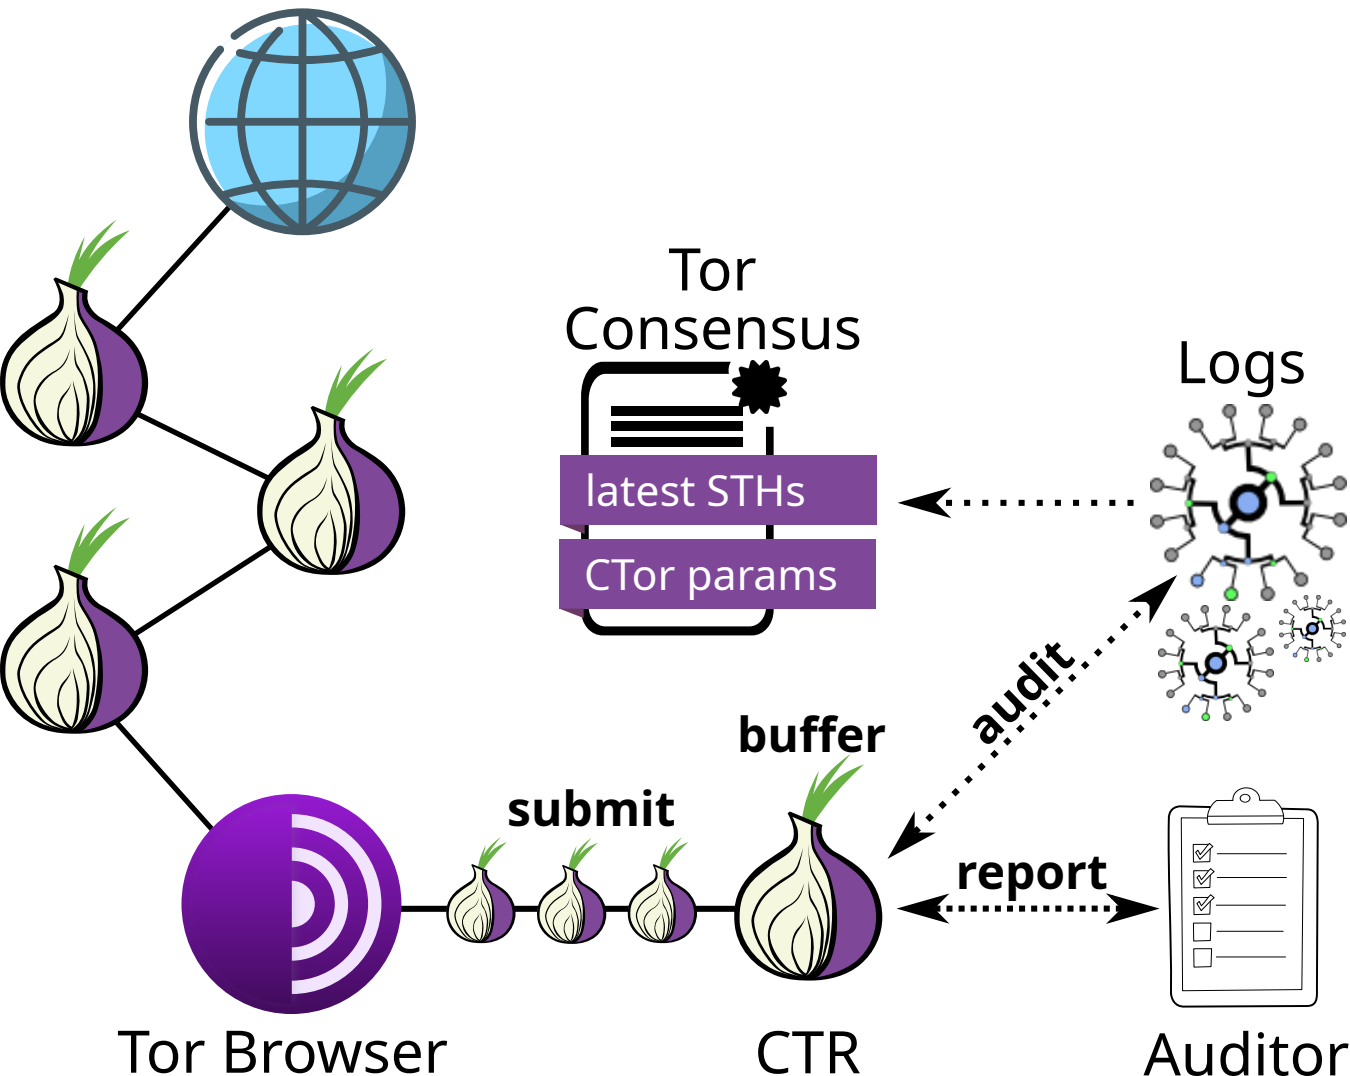 Tor
Consensus
latest STHs
CTor params
Logs
audit
buffer
submit
report
Tor Browser
CTR
Auditor